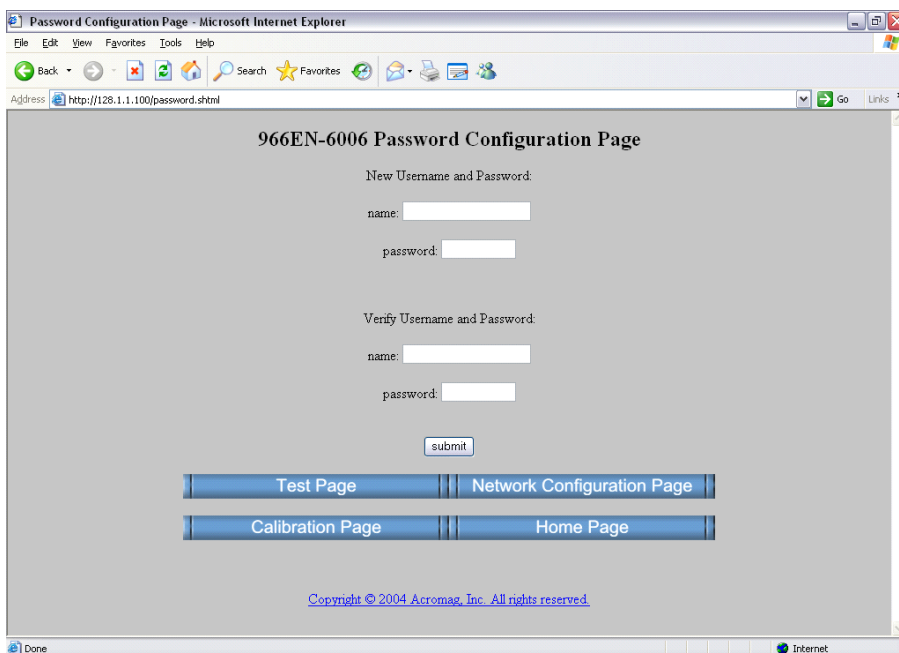 Password Configuration Page - Microsoft Internet Explorer
File Edit View Favorites Tools Help
Back Search Favorites
Address http://128.1.1.100/password.shtml Go Links
966EN-6006 Password Configuration Page
New Username and Password:
name:
password:
Verify Username and Password:
name:
password:
submit
Test Page Network Configuration Page
Calibration Page Home Page
Copyright © 2004 Acromag, Inc. All rights reserved.
Done Internet